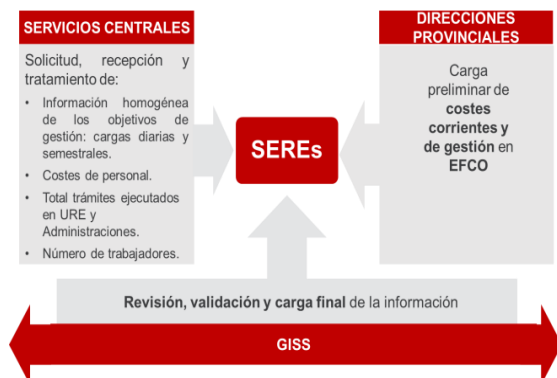 SERVICIOS CENTRALES
Solicitud, recepción y
tratamiento de:
• Información homogénea
de los objetivos de
gestión: cargas diarias y
semestrales.
• Costes de personal.
• Total trámites ejecutados
en URE y
Administraciones.
• Número de trabajadores.
SEREs
DIRECCIONES
PROVINCIALES
Carga
preliminar de
costes
corrientes y
de gestión en
EFCO
Revisión, validación y carga final de la información
GISS